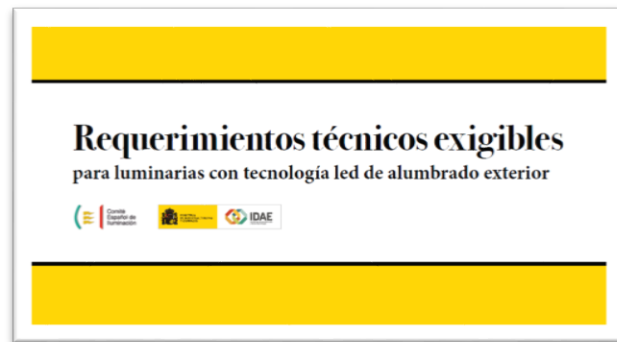 Requerimientos técnicos exigibles
para luminarias con tecnología led de alumbrado exterior
Comité
Español de
Iluminación
IDAE